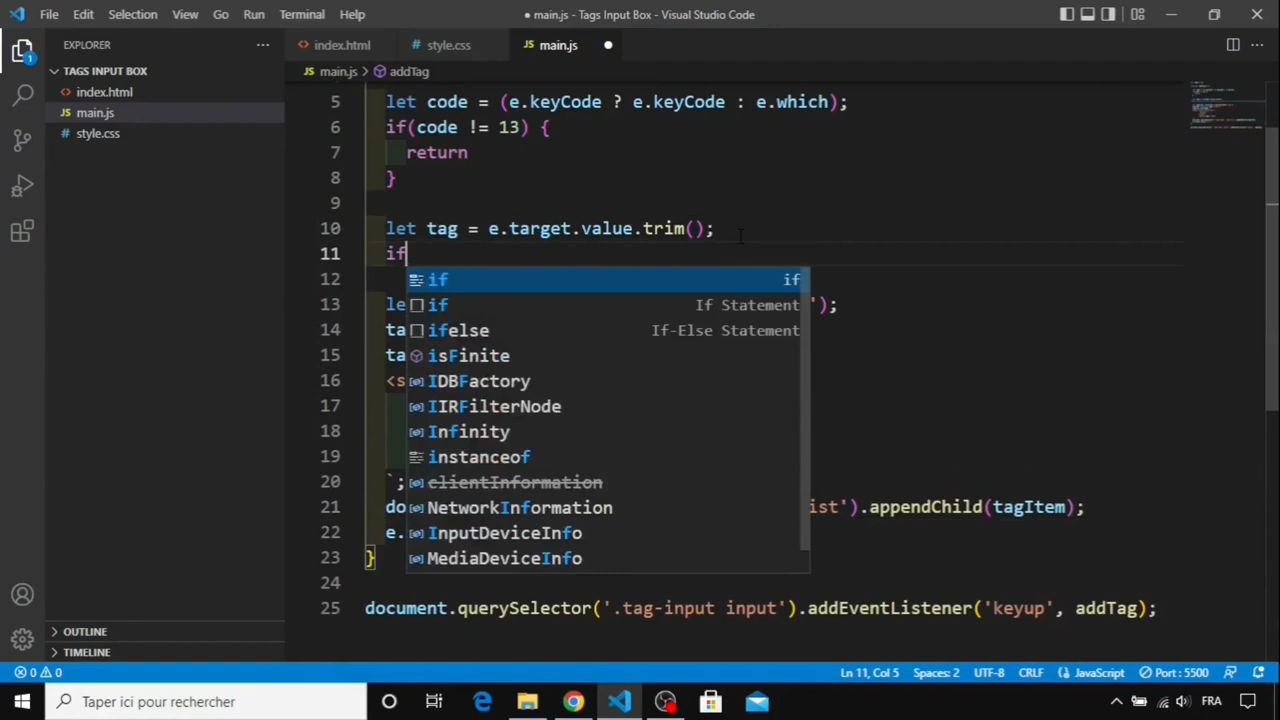 File Edit Selection View Go Run Terminal Help
● main.js - Tags Input Box - Visual Studio Code
EXPLORER
TAGS INPUT BOX
index.html
JS main.js
style.css
index.html
style.css
JS main.js
JS main.js > addTag
5 let code = (e.keyCode ? e.keyCode : e.which);
6 if(code != 13) {
7 return
8 }
9
10 let tag = e.target.value.trim();
11 if
12
13 le ');
14 ta
15 ta
16 <s
17
18
19
20 `;
21 do ist').appendChild(tagItem);
22 e.
23 }
24
25 document.querySelector('.tag-input input').addEventListener('keyup', addTag);
if if
if If Statement
ifelse If-Else Statement
isFinite
IDBFactory
IIRFilterNode
Infinity
instanceof
clientInformation
NetworkInformation
InputDeviceInfo
MediaDeviceInfo
OUTLINE
TIMELINE
0 0
Ln 11, Col 5 Spaces: 2 UTF-8 CRLF {} JavaScript Port : 5500
Taper ici pour rechercher
FRA